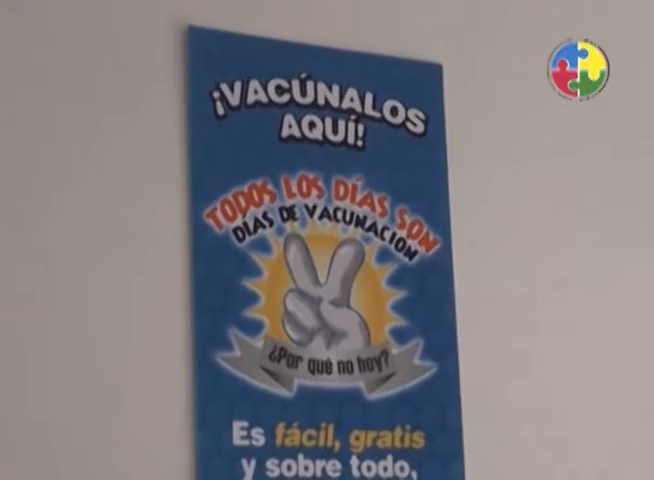 ¡VACÚNALOS
AQUÍ!
TODOS LOS DÍAS SON
DÍAS DE VACUNACIÓN
¿Por qué no hoy?
Es fácil, gratis
y sobre todo,